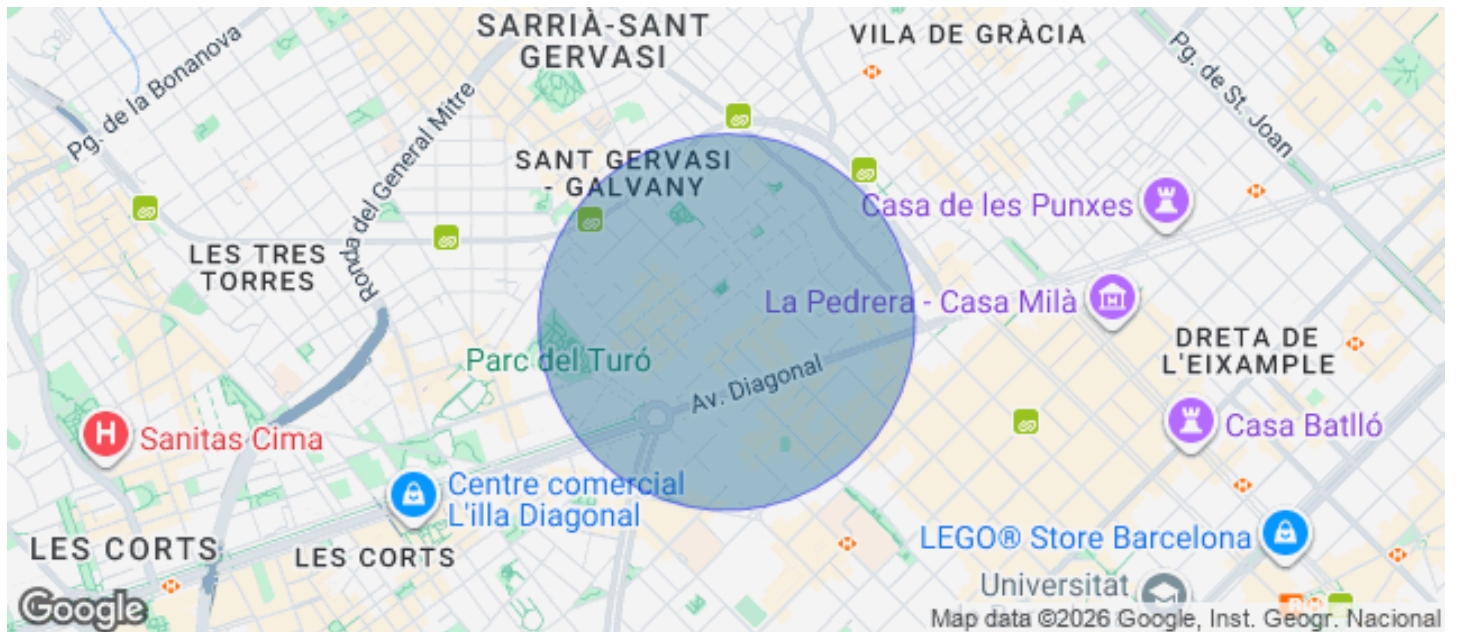 SARRIÀ-SANT
GERVASI
VILA DE GRÀCIA
Pg. de la Bonanova
Pg. de St. Joan
Ronda del General Mitre
SANT GERVASI
- GALVANY
Casa de les Punxes
LES TRES
TORRES
La Pedrera - Casa Milà
DRETA DE
L'EIXAMPLE
Parc del Turó
Av. Diagonal
Sanitas Cima
Casa Batlló
Centre comercial
L'illa Diagonal
LES CORTS
LES CORTS
LEGO® Store Barcelona
Universitat
Google
Map data ©2026 Google, Inst. Geogr. Nacional